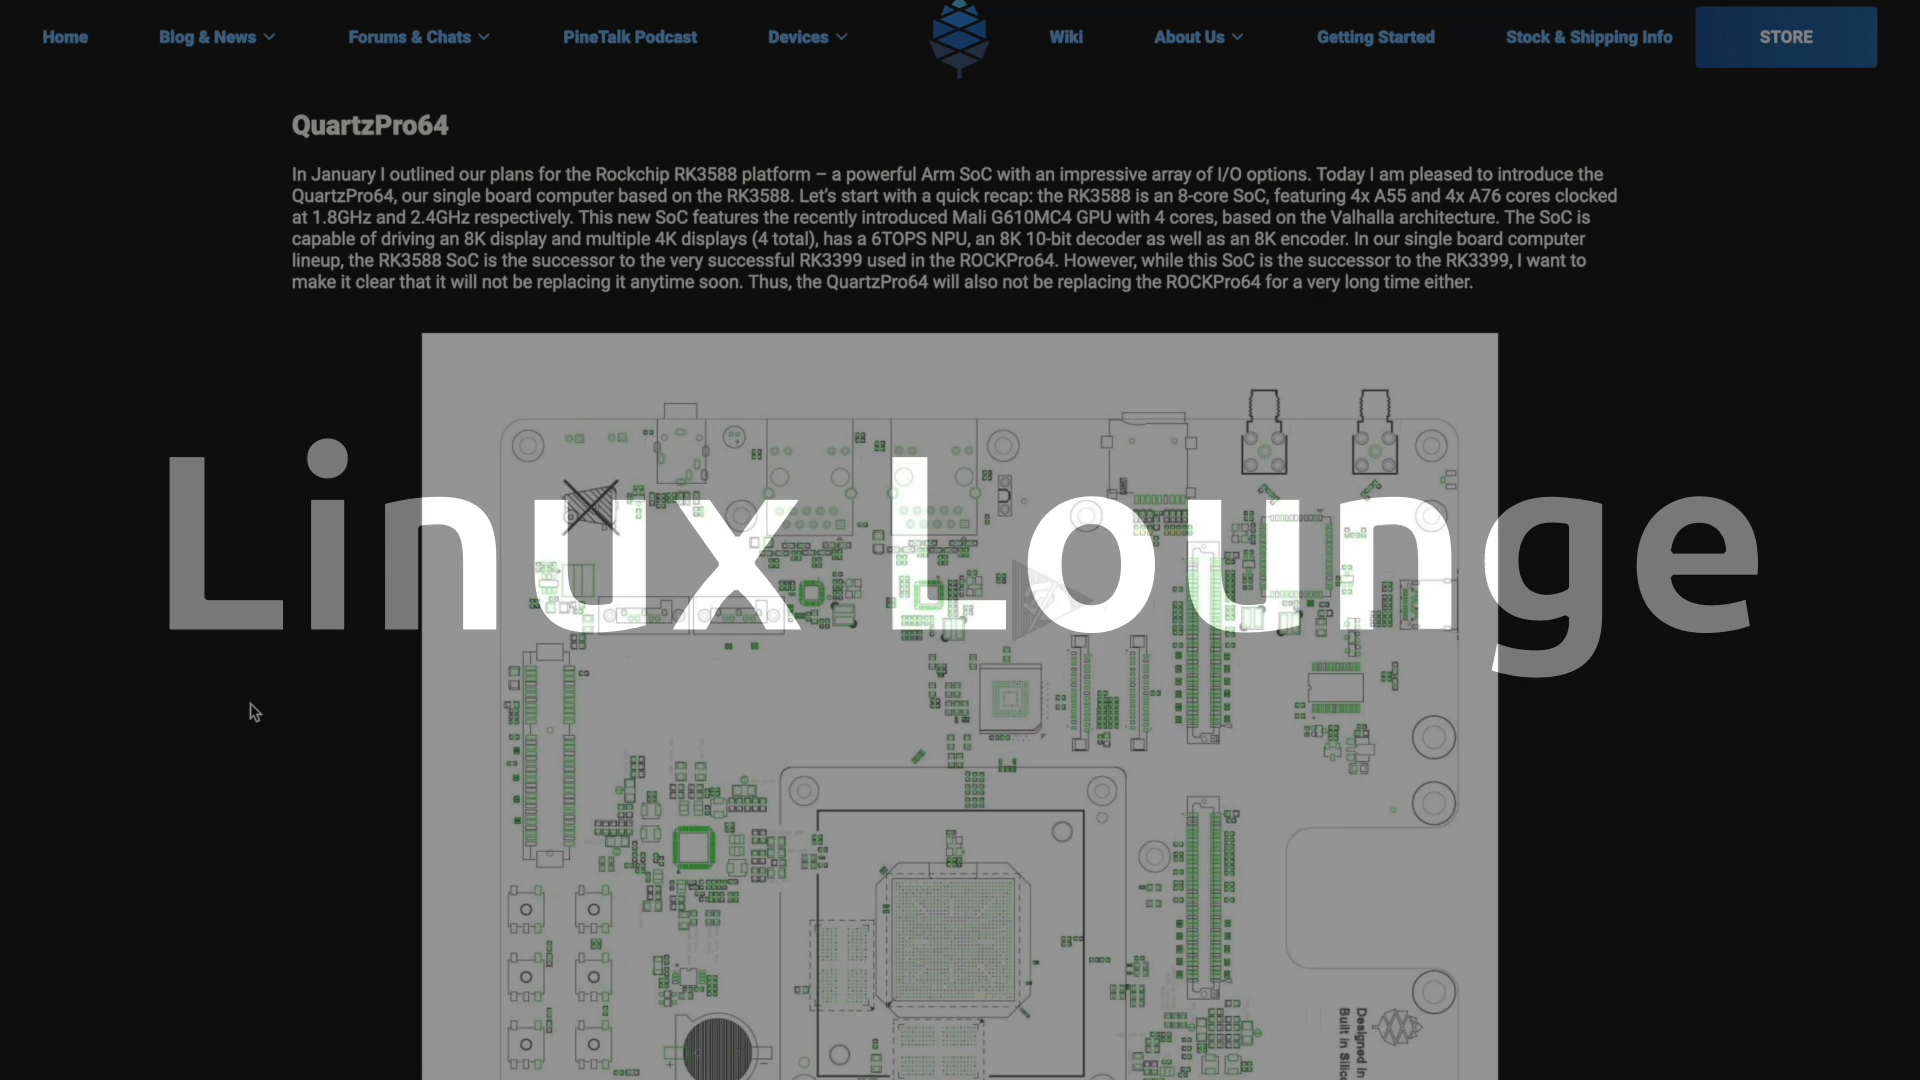 Home Blog & News Forums & Chats PineTalk Podcast Devices Wiki About Us Getting Started Stock & Shipping Info STORE
QuartzPro64
In January I outlined our plans for the Rockchip RK3588 platform – a powerful Arm SoC with an impressive array of I/O options. Today I am pleased to introduce the
QuartzPro64, our single board computer based on the RK3588. Let's start with a quick recap: the RK3588 is an 8-core SoC, featuring 4x A55 and 4x A76 cores clocked
at 1.8GHz and 2.4GHz respectively. This new SoC features the recently introduced Mali G610MC4 GPU with 4 cores, based on the Valhalla architecture. The SoC is
capable of driving an 8K display and multiple 4K displays (4 total), has a 6TOPS NPU, an 8K 10-bit decoder as well as an 8K encoder. In our single board computer
lineup, the RK3588 SoC is the successor to the very successful RK3399 used in the ROCKPro64. However, while this SoC is the successor to the RK3399, I want to
make it clear that it will not be replacing it anytime soon. Thus, the QuartzPro64 will also not be replacing the ROCKPro64 for a very long time either.
Linux Lounge
Designed in
Built in Silico